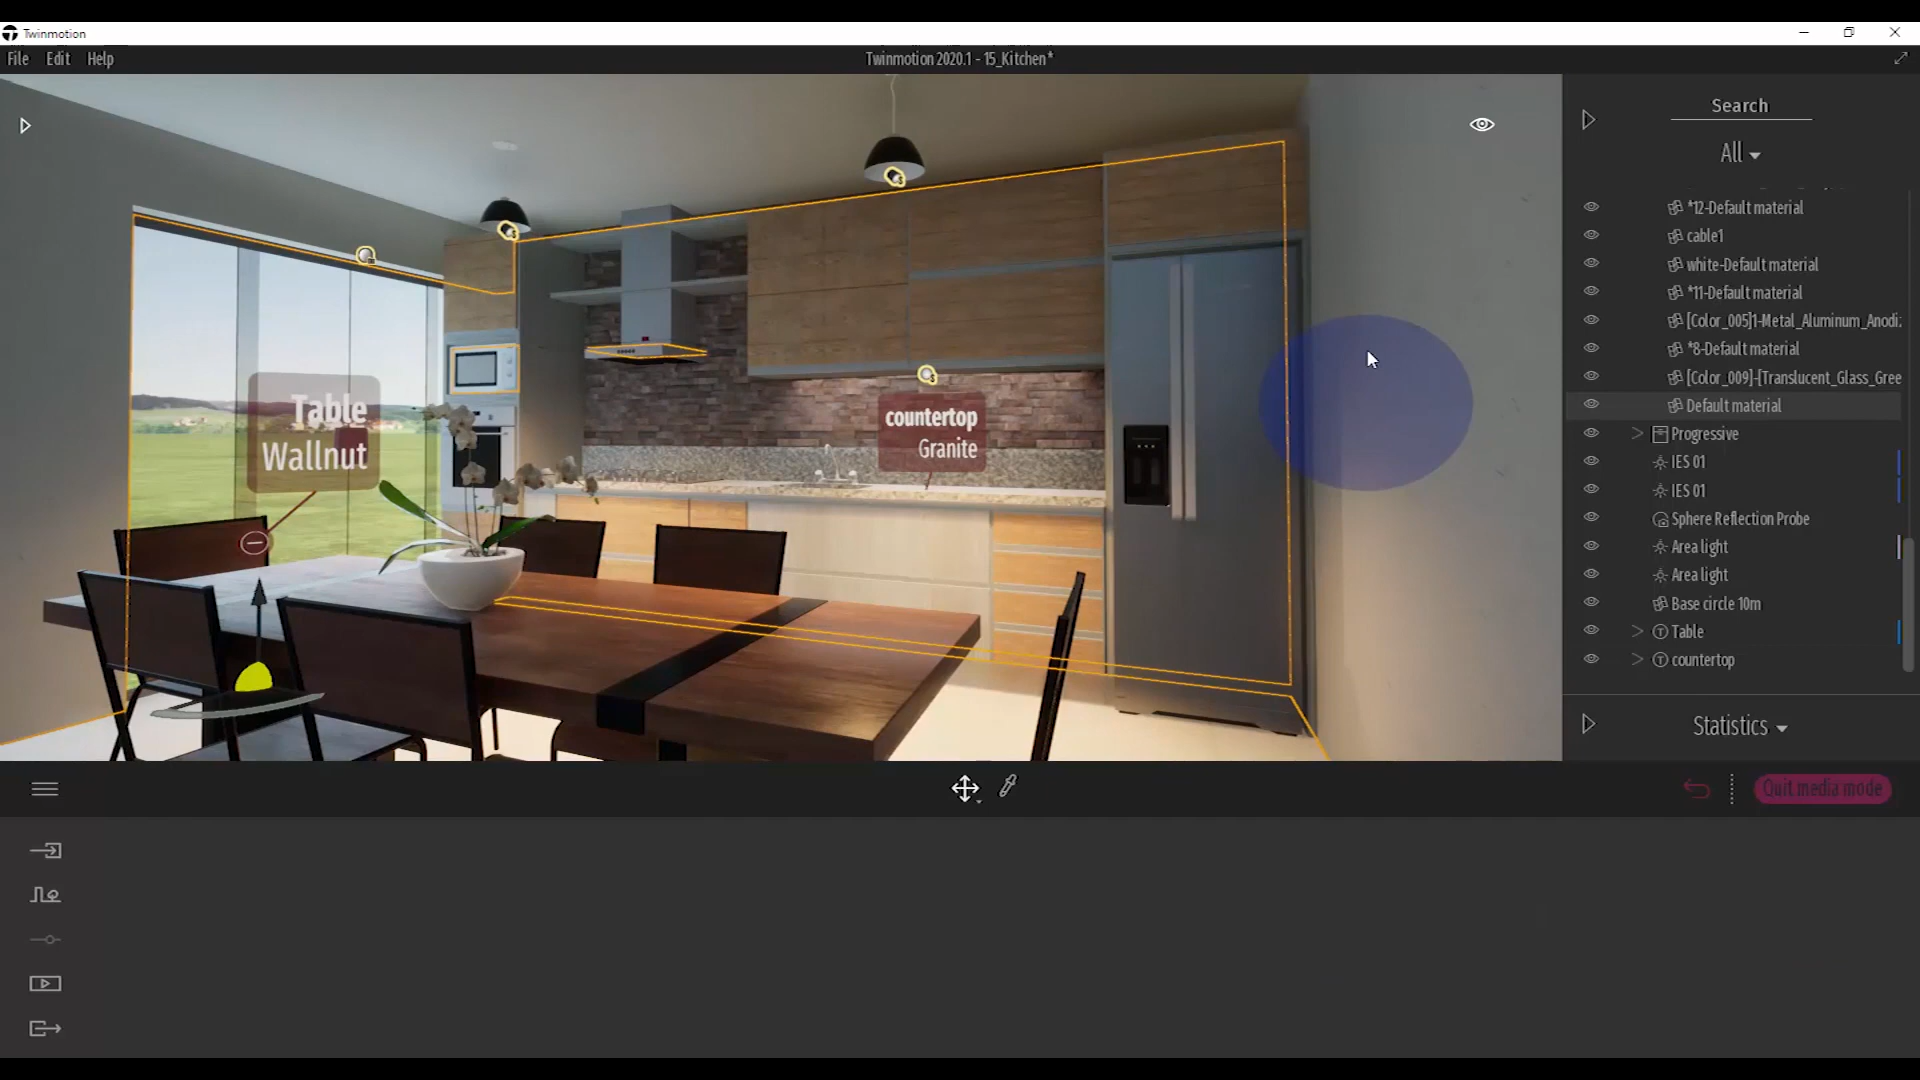 Twinmotion
File Edit Help
Twinmotion 2020.1 - 15_Kitchen*
Search
All
*12-Default material
cable1
white-Default material
*11-Default material
[Color_005]1-Metal_Aluminum_Anodi
*8-Default material
[Color_009]-[Translucent_Glass_Gree
Default material
Progressive
IES 01
IES 01
Sphere Reflection Probe
Area light
Area light
Base circle 10m
Table
countertop
Statistics
Table
Wallnut
countertop
Granite
Quit media mode